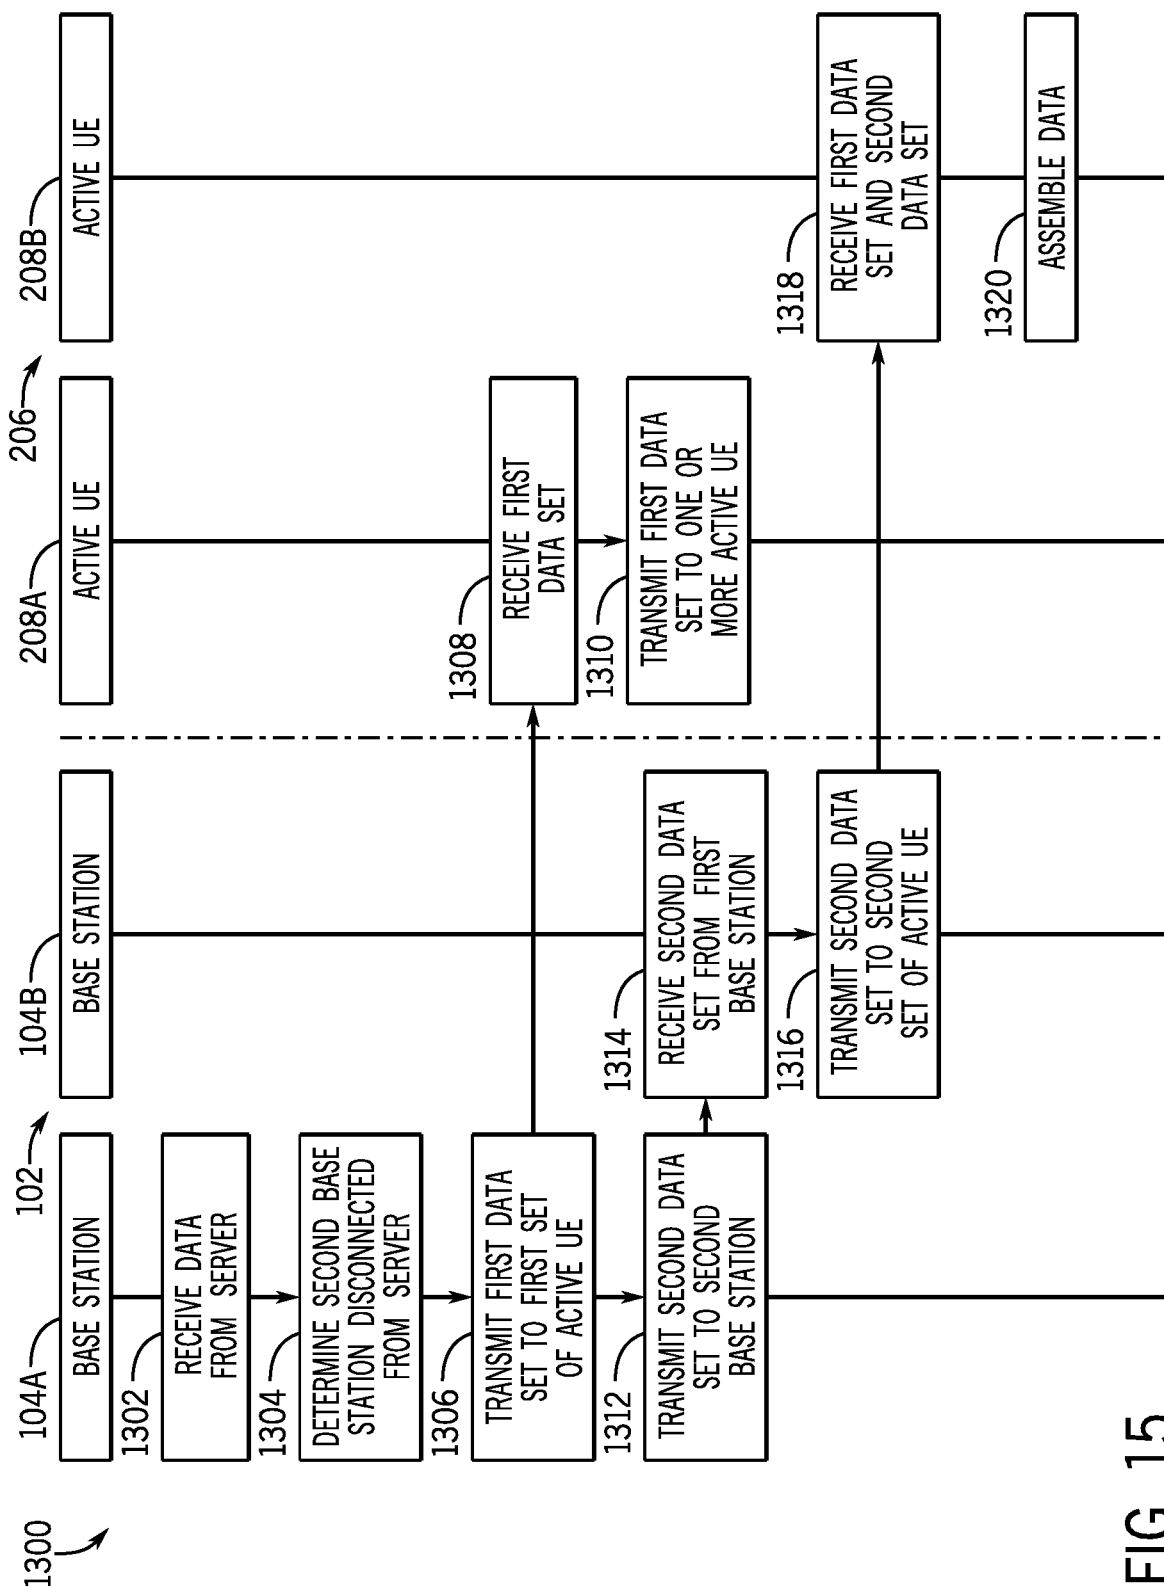 1300
102
206
104A
104B
208A
208B
BASE STATION
BASE STATION
ACTIVE UE
ACTIVE UE
1302
RECEIVE DATA
FROM SERVER
1304
DETERMINE SECOND BASE
STATION DISCONNECTED
FROM SERVER
1306
TRANSMIT FIRST DATA
SET TO FIRST SET
OF ACTIVE UE
1308
RECEIVE FIRST
DATA SET
1310
TRANSMIT FIRST DATA
SET TO ONE OR
MORE ACTIVE UE
1312
TRANSMIT SECOND DATA
SET TO SECOND
BASE STATION
1314
RECEIVE SECOND DATA
SET FROM FIRST
BASE STATION
1316
TRANSMIT SECOND DATA
SET TO SECOND
SET OF ACTIVE UE
1318
RECEIVE FIRST DATA
SET AND SECOND
DATA SET
1320
ASSEMBLE DATA
FIG. 15